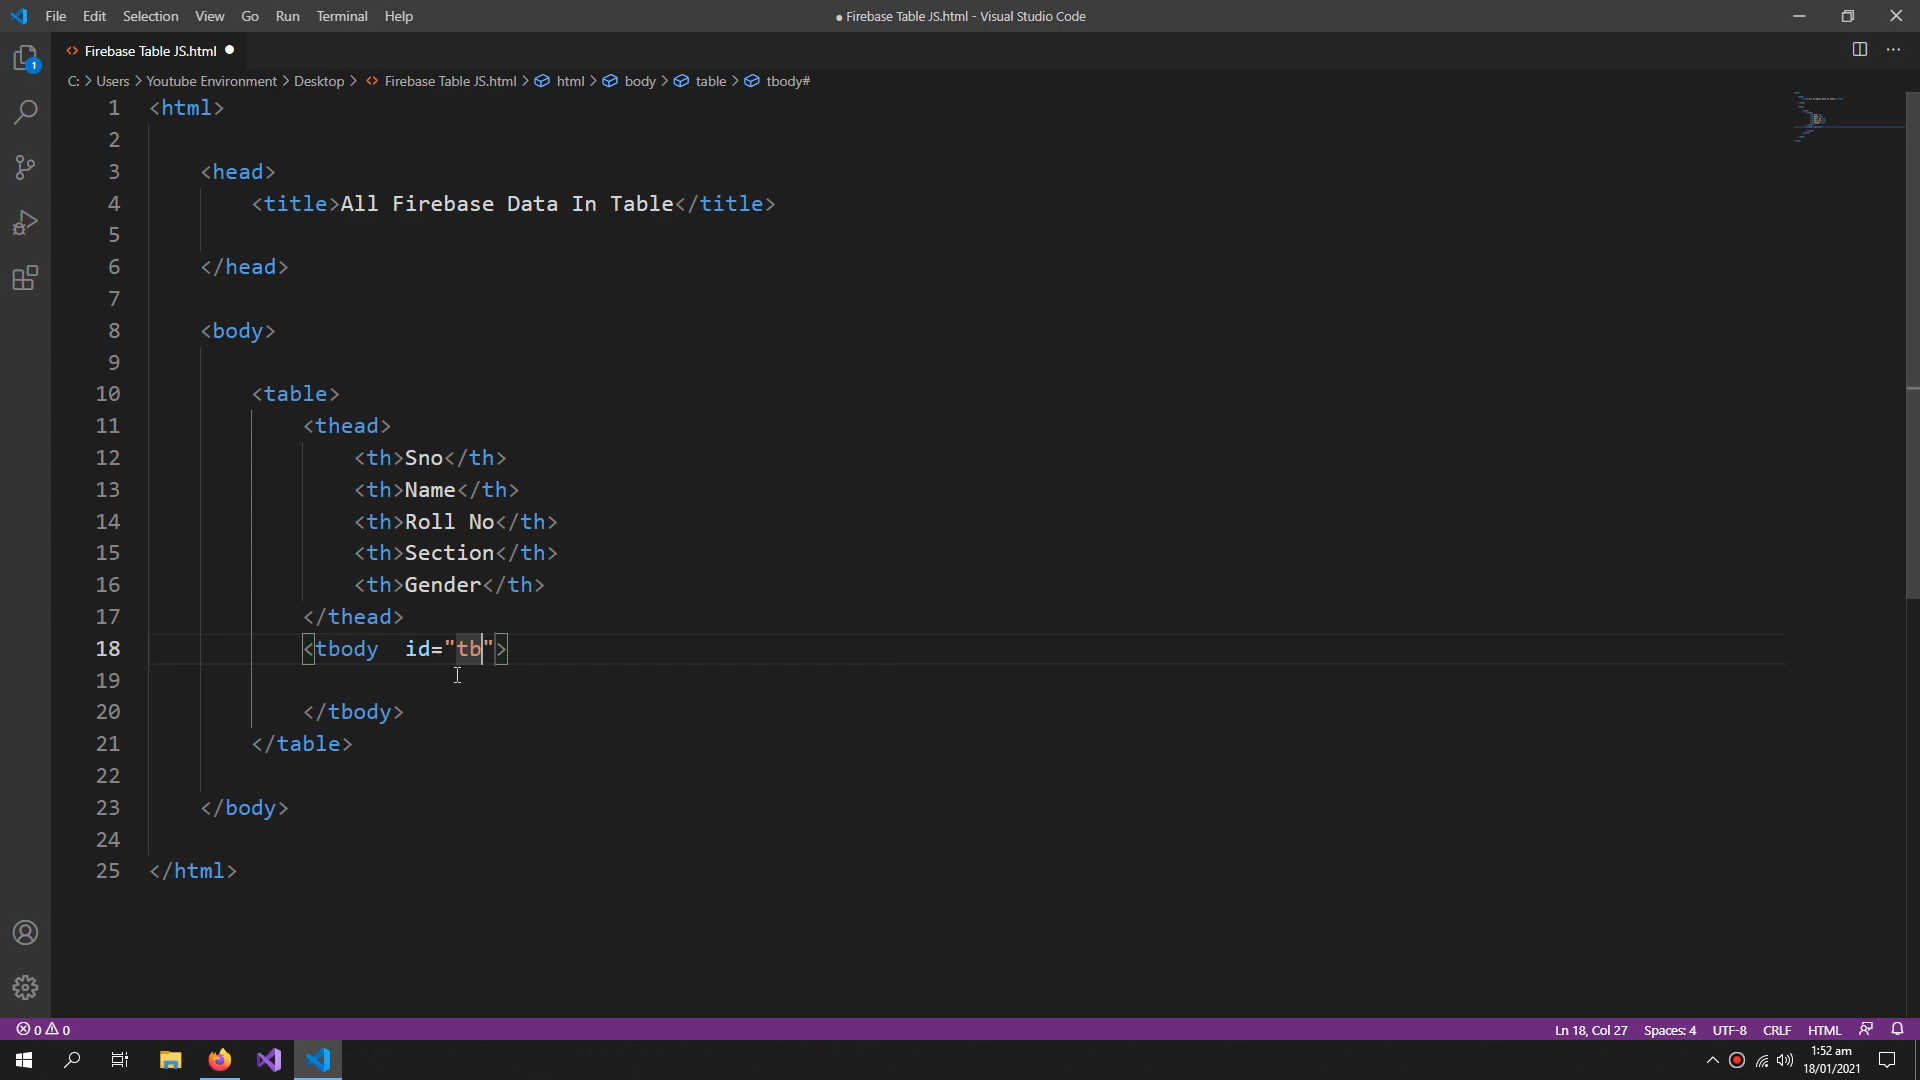 File Edit Selection View Go Run Terminal Help
● Firebase Table JS.html - Visual Studio Code
Firebase Table JS.html
C: > Users > Youtube Environment > Desktop > Firebase Table JS.html > html > body > table > tbody#
1 <html>
2
3 <head>
4 <title>All Firebase Data In Table</title>
5
6 </head>
7
8 <body>
9
10 <table>
11 <thead>
12 <th>Sno</th>
13 <th>Name</th>
14 <th>Roll No</th>
15 <th>Section</th>
16 <th>Gender</th>
17 </thead>
18 <tbody  id="tb">
19
20 </tbody>
21 </table>
22
23 </body>
24
25 </html>
1
0 0
Ln 18, Col 27 Spaces: 4 UTF-8 CRLF HTML
1:52 am
18/01/2021